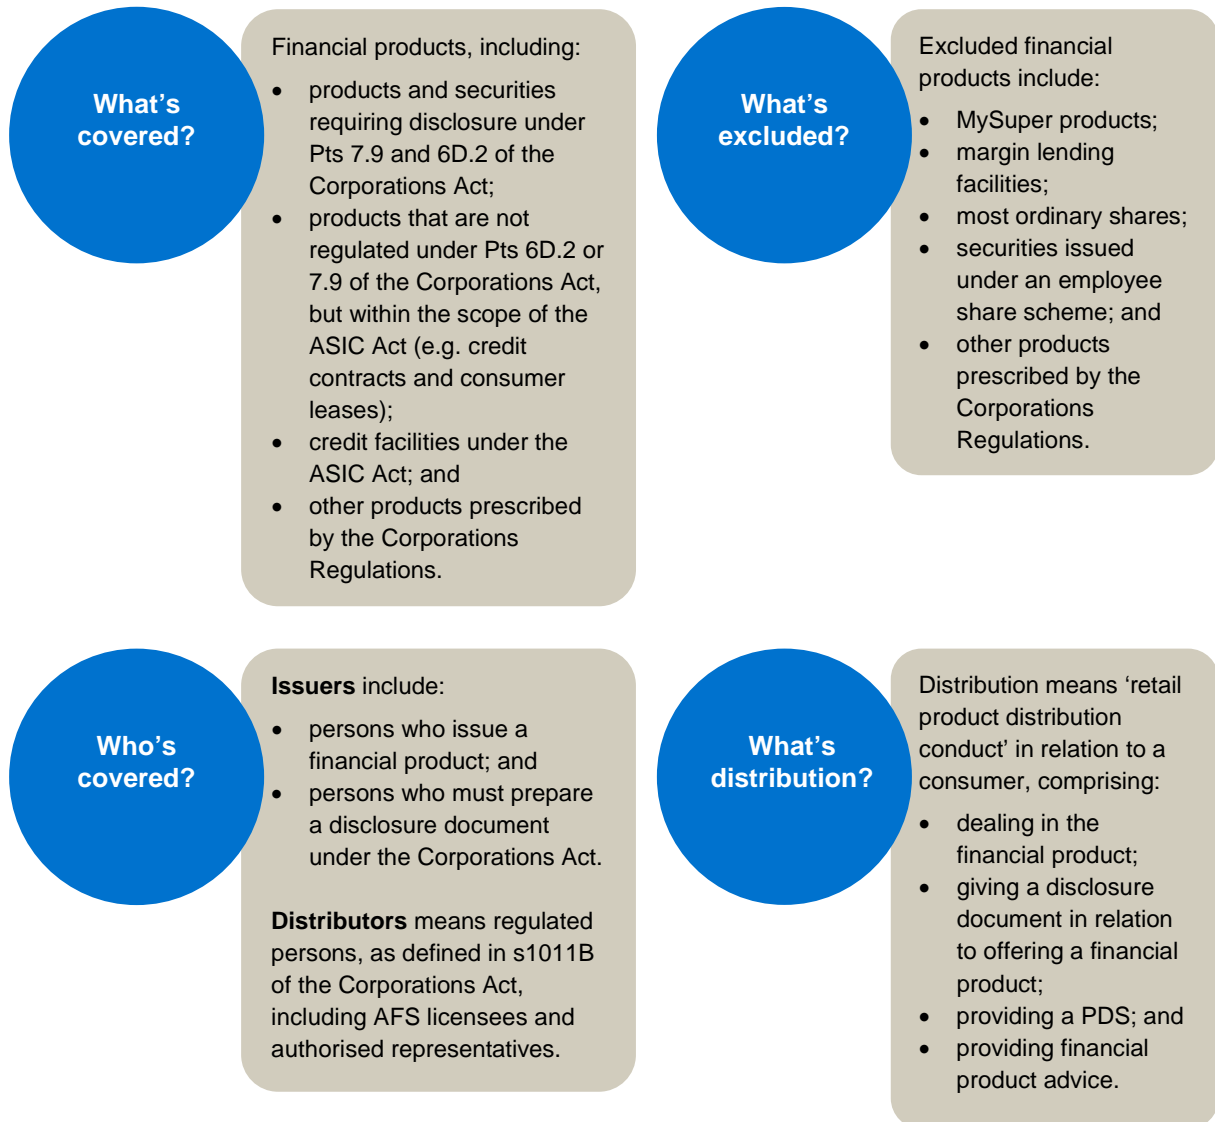 What’s
covered?
Financial products, including:
• products and securities
requiring disclosure under
Pts 7.9 and 6D.2 of the
Corporations Act;
• products that are not
regulated under Pts 6D.2 or
7.9 of the Corporations Act,
but within the scope of the
ASIC Act (e.g. credit
contracts and consumer
leases);
• credit facilities under the
ASIC Act; and
• other products prescribed
by the Corporations
Regulations.
What’s
excluded?
Excluded financial
products include:
• MySuper products;
• margin lending
facilities;
• most ordinary shares;
• securities issued
under an employee
share scheme; and
• other products
prescribed by the
Corporations
Regulations.
Who’s
covered?
Issuers include:
• persons who issue a
financial product; and
• persons who must prepare
a disclosure document
under the Corporations Act.
Distributors means regulated
persons, as defined in s1011B
of the Corporations Act,
including AFS licensees and
authorised representatives.
What’s
distribution?
Distribution means ‘retail
product distribution
conduct’ in relation to a
consumer, comprising:
• dealing in the
financial product;
• giving a disclosure
document in relation
to offering a financial
product;
• providing a PDS; and
• providing financial
product advice.